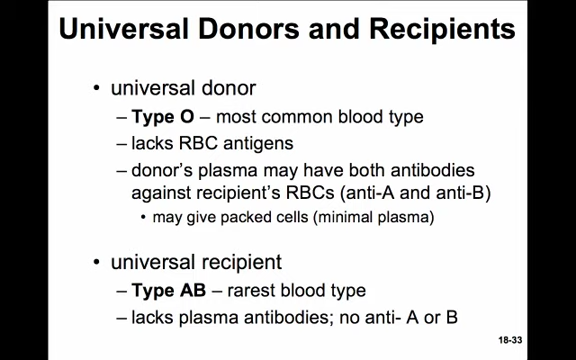 Universal Donors and Recipients
• universal donor
– Type O – most common blood type
– lacks RBC antigens
– donor's plasma may have both antibodies
against recipient's RBCs (anti-A and anti-B)
• may give packed cells (minimal plasma)
• universal recipient
– Type AB – rarest blood type
– lacks plasma antibodies; no anti- A or B
18-33